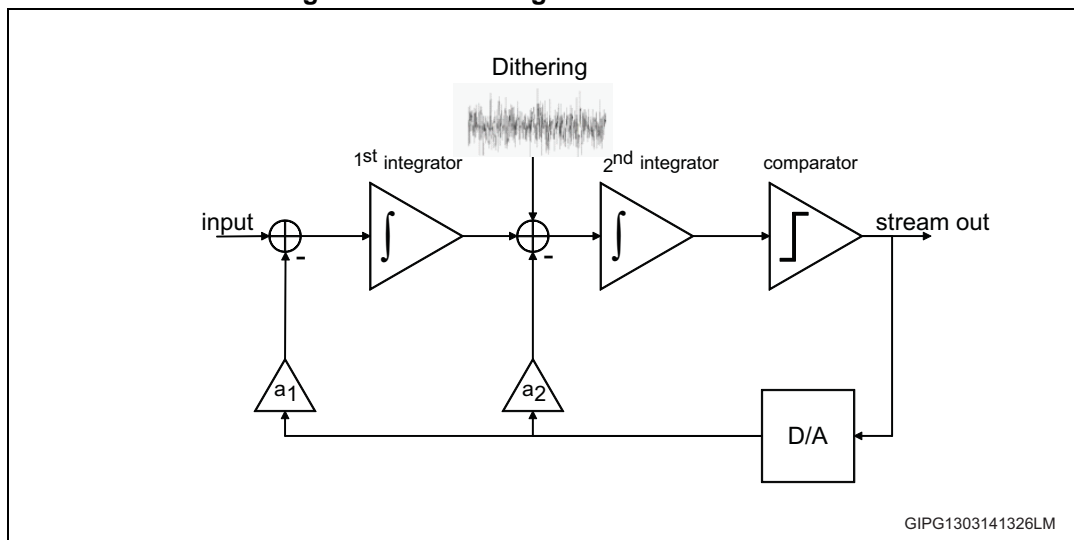 Dithering
1st integrator
2nd integrator
comparator
input
stream out
-
-
a1
a2
D/A
GIPG1303141326LM